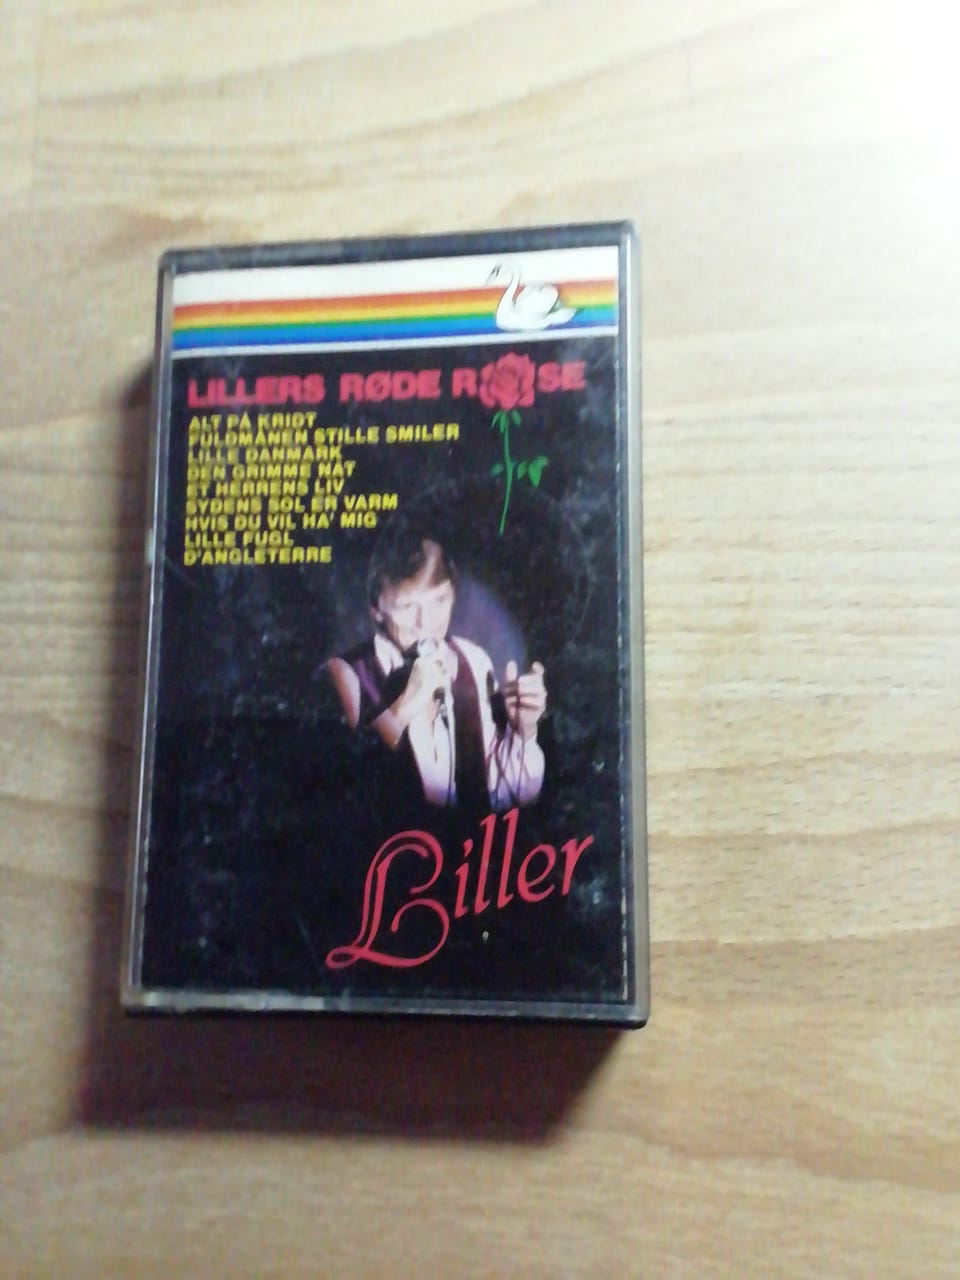 LILLERS RØDE ROSE
ALT PÅ KRIDT
FULDMÅNEN STILLE SMILER
LILLE DANMARK
DEN GRIMME NAT
ET HERRENS LIV
SYDENS SOL ER VARM
HVIS DU VIL HA' MIG
LILLE FUGL
D'ANGLETERRE
Liller